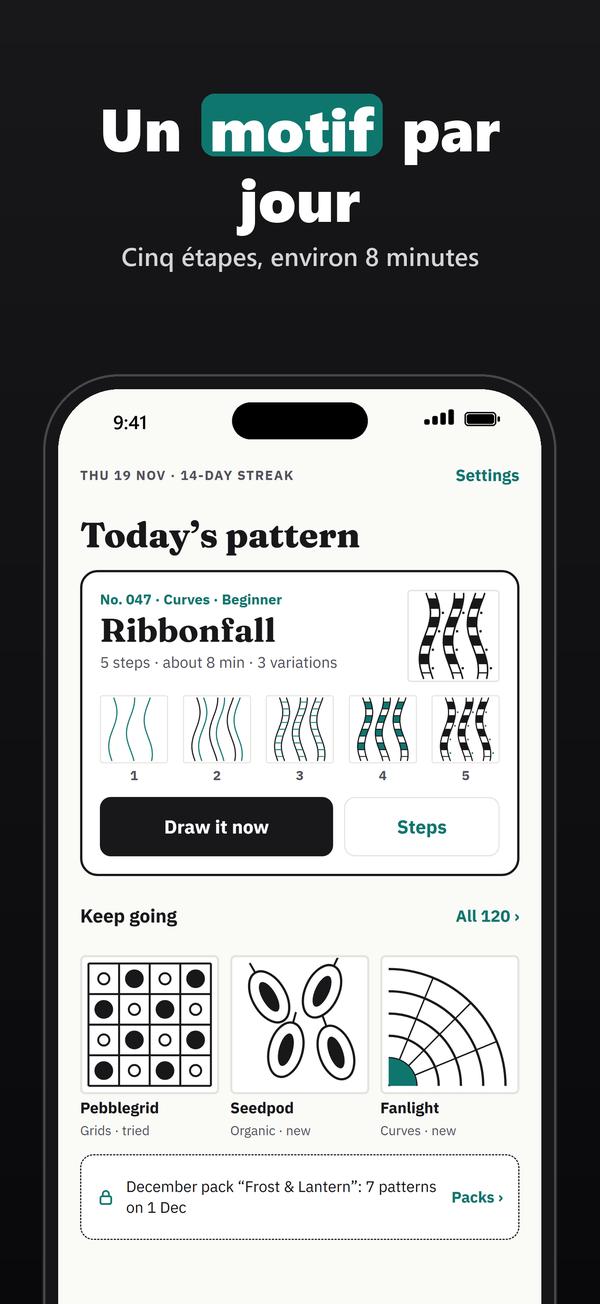 Un motif par
jour
Cinq étapes, environ 8 minutes
9:41
THU 19 NOV · 14-DAY STREAK
Settings
Today’s pattern
No. 047 · Curves · Beginner
Ribbonfall
5 steps · about 8 min · 3 variations
1 2 3 4 5
Draw it now
Steps
Keep going
All 120 ›
Pebblegrid
Grids · tried
Seedpod
Organic · new
Fanlight
Curves · new
December pack “Frost & Lantern”: 7 patterns
on 1 Dec
Packs ›